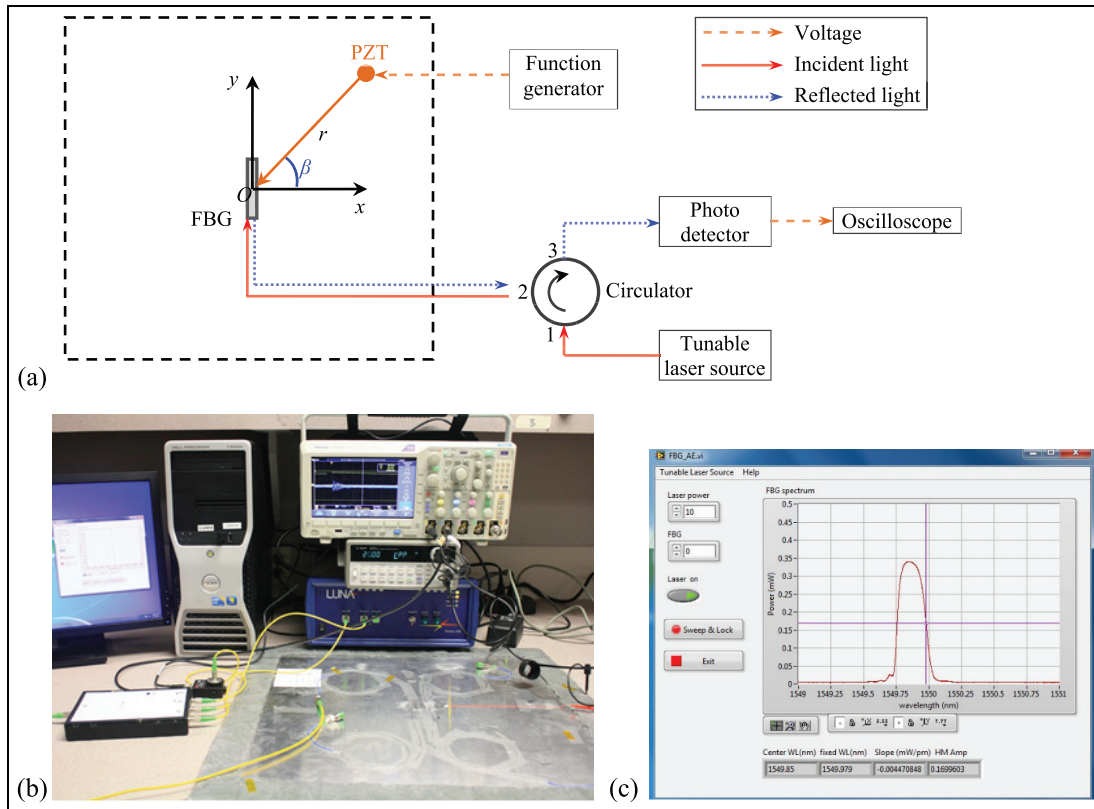 PZT
Function
generator
Voltage
Incident light
Reflected light
y
r
β
O
x
FBG
Photo
detector
Oscilloscope
3
2
Circulator
1
Tunable
laser source
(a)
LUNA
(b)
FBG_AE.vi
Tunable Laser Source Help
Laser power
10
FBG
0
Laser on
Sweep & Lock
Exit
FBG spectrum
Power (mW)
0.5
0.45
0.4
0.35
0.3
0.25
0.2
0.15
0.1
0.05
0
1549 1549.25 1549.5 1549.75 1550 1550.25 1550.5 1550.75 1551
wavelength (nm)
Center WL(nm) fixed WL(nm) Slope (mW/pm) HM Amp
1549.85 1549.979 -0.004470848 0.1699603
(c)